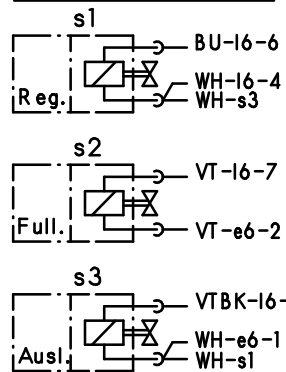 s1
BU-16-6
WH-16-4
Reg.
WH-s3
s2
VT-16-7
Full.
VT-e6-2
s3
VTBK-16-
WH-e6-1
Ausl.
WH-s1